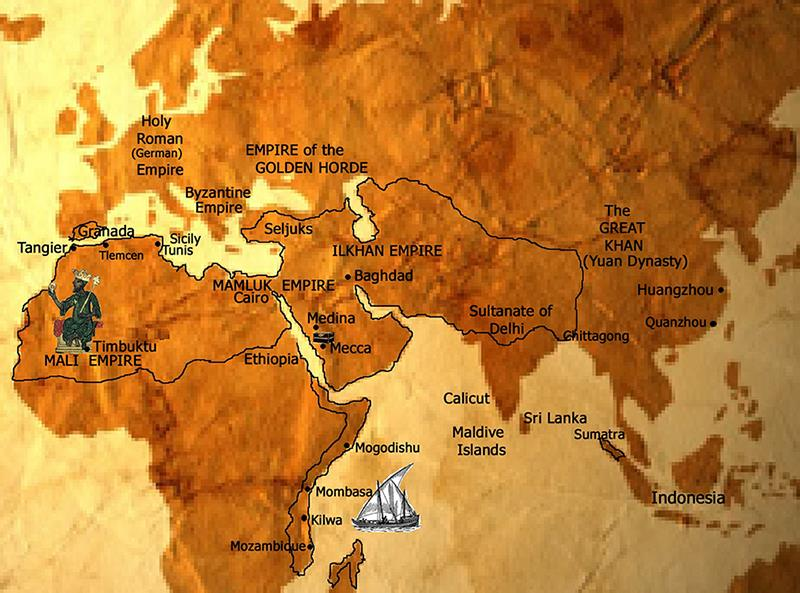 Holy
Roman
(German)
Empire
EMPIRE of the
GOLDEN HORDE
Byzantine
Empire
The
GREAT
KHAN
(Yuan Dynasty)
Granada
Tangier
Tlemcen
Sicily
Tunis
Seljuks
ILKHAN EMPIRE
Baghdad
MAMLUK EMPIRE
Cairo
Huangzhou
Quanzhou
Medina
Mecca
Sultanate of
Delhi
Chittagong
Timbuktu
MALI EMPIRE
Ethiopia
Calicut
Sri Lanka
Maldive
Islands
Sumatra
Mogodishu
Indonesia
Mombasa
Kilwa
Mozambique